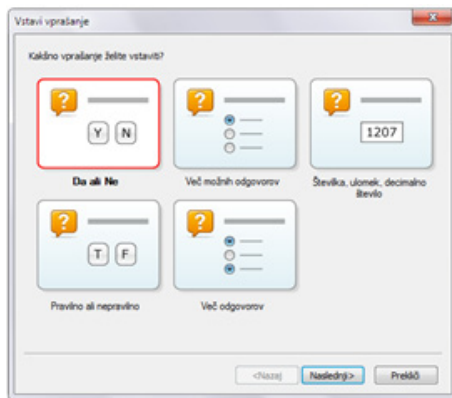 Vstavi vprašanje
Kakšno vprašanje želite vstaviti?
? Y N
? 
? 1207
Da ali Ne
Več možnih odgovorov
Številka, ulomek, decimalno
število
? T F
?
Pravilno ali nepravilno
Več odgovorov
<Nazaj
Naslednji>
Prekliči